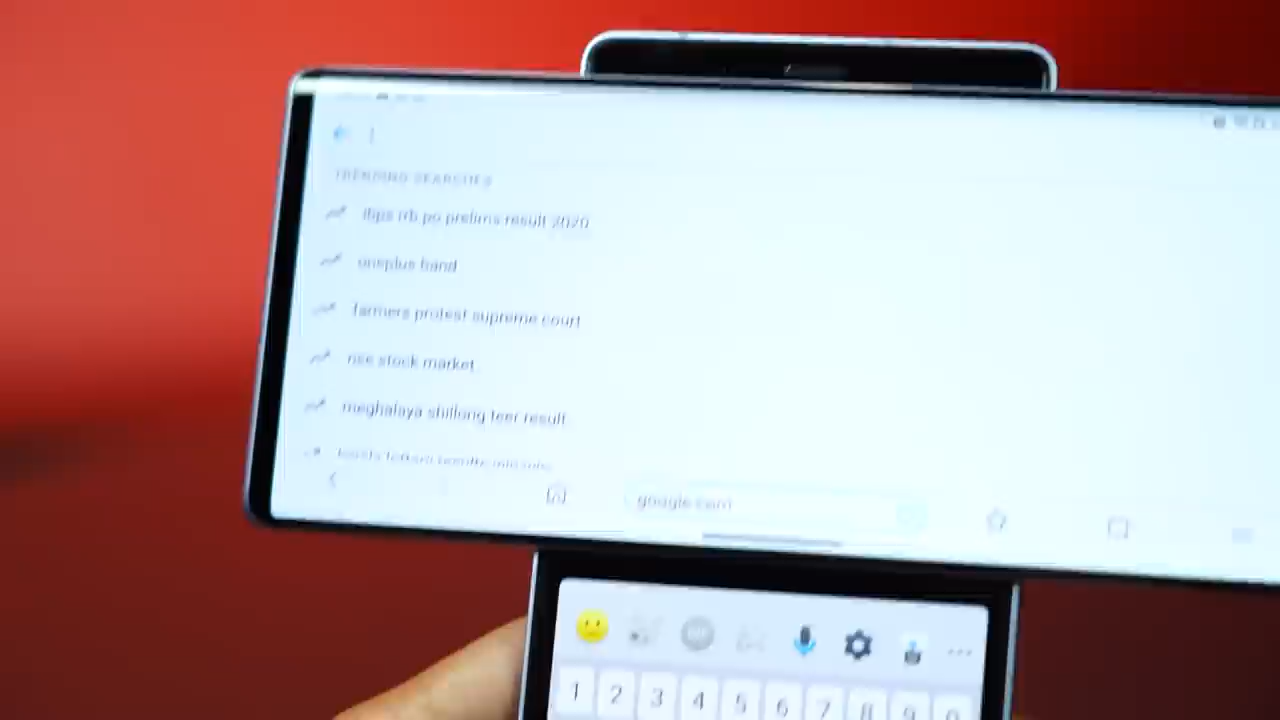 TRENDING SEARCHES
ibps rrb po prelims result 2020
oneplus band
farmers protest supreme court
nse stock market
meghalaya shillong teer result
google.com
1 2 3 4 5 6 7 8 9 0